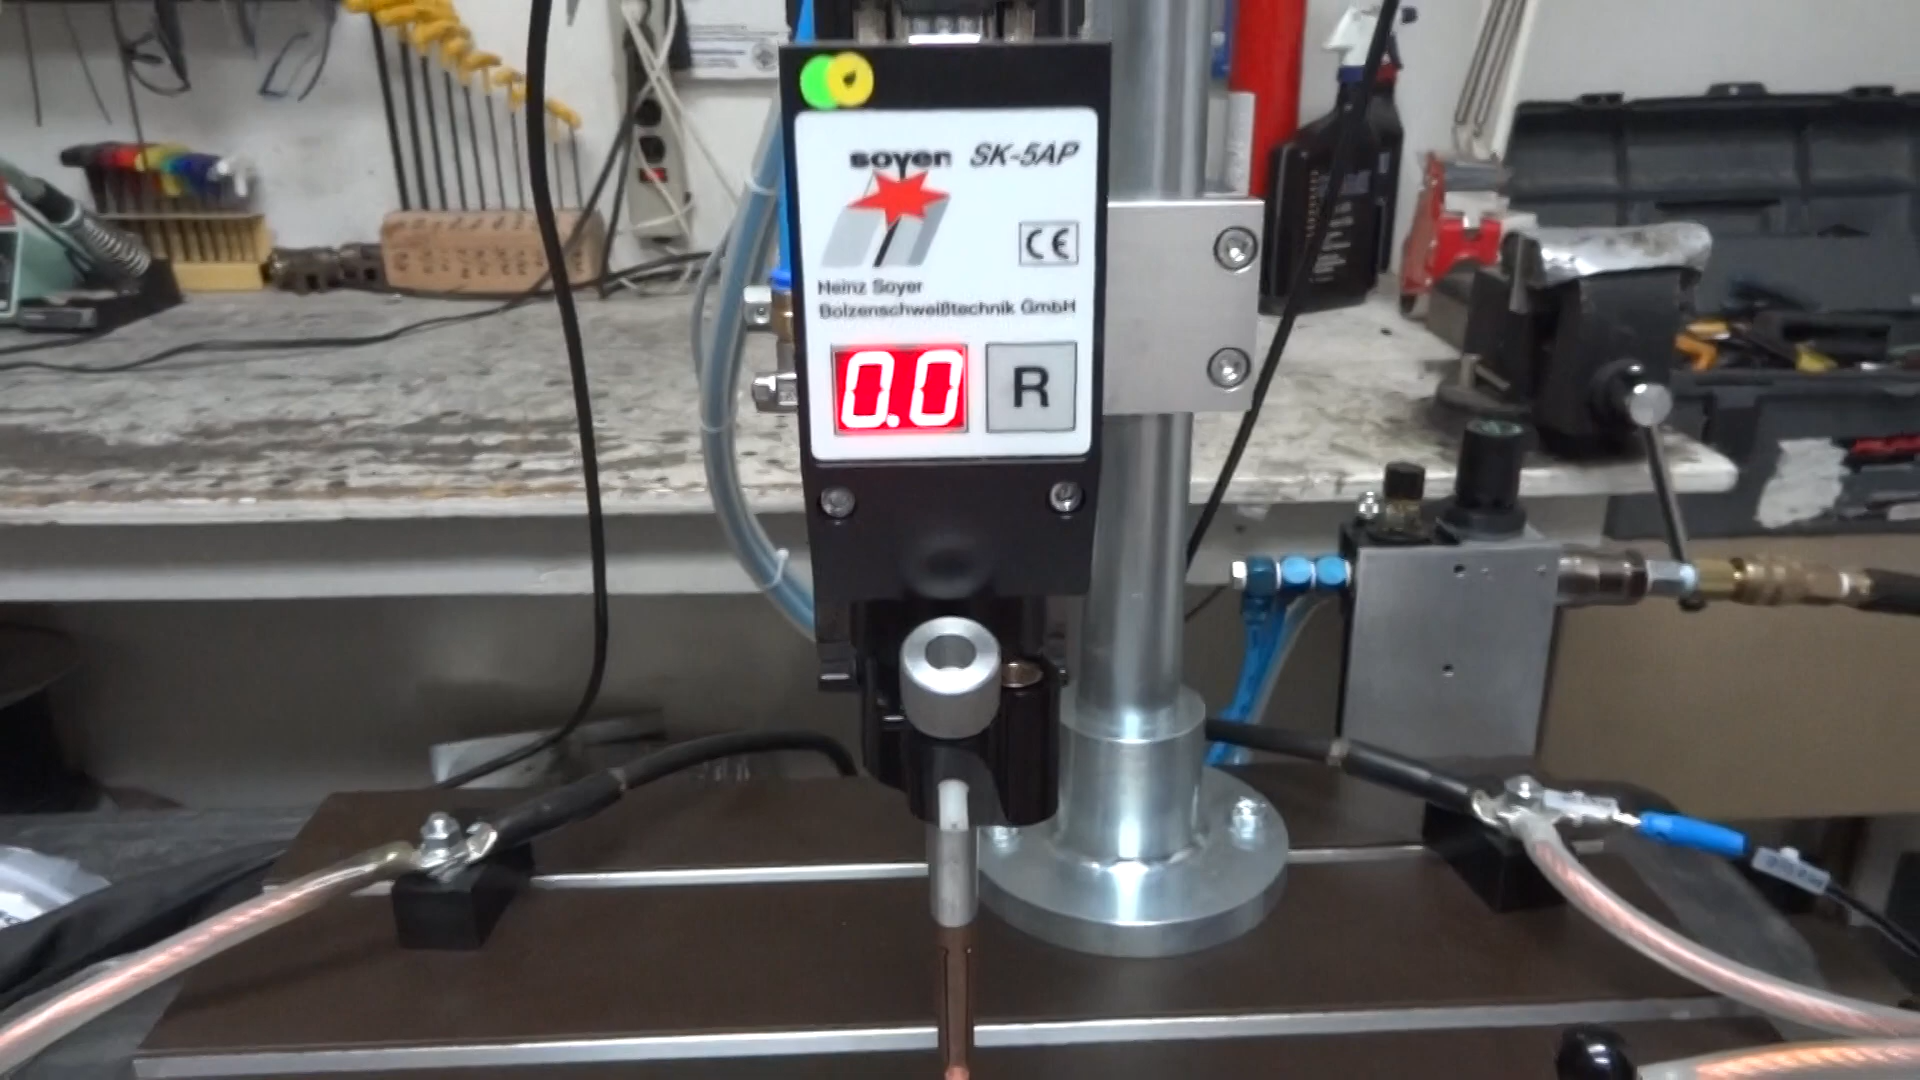 soyer SK-5AP
CE
Heinz Soyer
Bolzenschweißtechnik GmbH
0.0 R